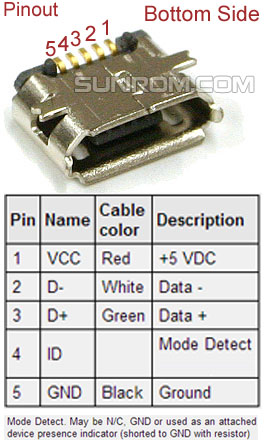 Pinout
Bottom Side
5 4 3 2 1
SUNROM.COM
Pin Name Cable color Description
1 VCC Red +5 VDC
2 D- White Data -
3 D+ Green Data +
4 ID Mode Detect
5 GND Black Ground
Mode Detect. May be N/C, GND or used as an attached
device presence indicator (shorted to GND with resistor)